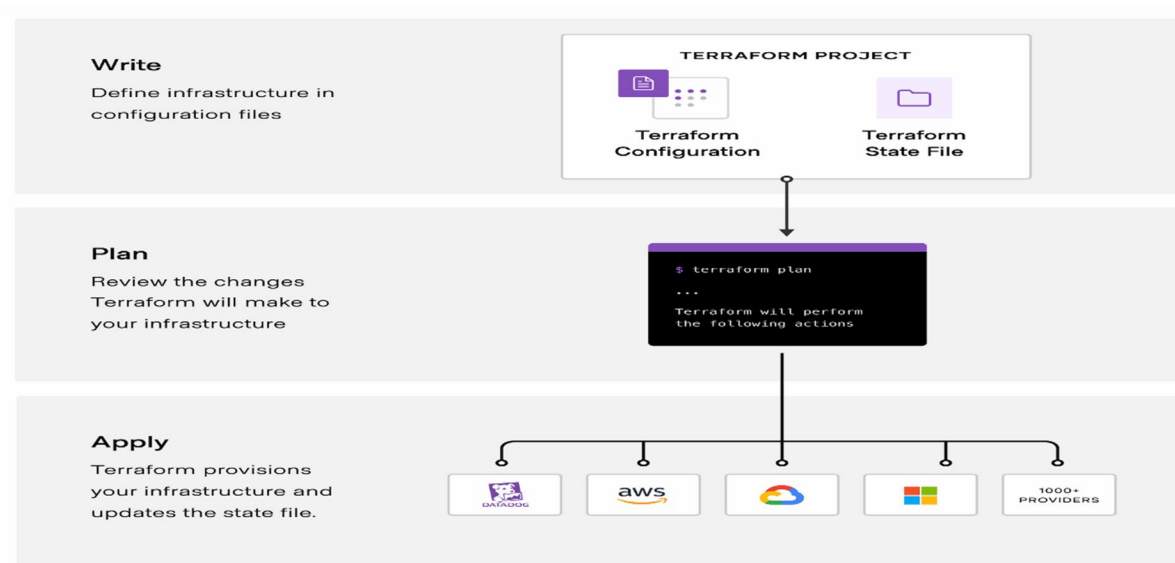 Write
Define infrastructure in
configuration files
TERRAFORM PROJECT
Terraform
Configuration
Terraform
State File
Plan
Review the changes
Terraform will make to
your infrastructure
$ terraform plan
...
Terraform will perform
the following actions
Apply
Terraform provisions
your infrastructure and
updates the state file.
DATADOG
aws
1000+
PROVIDERS